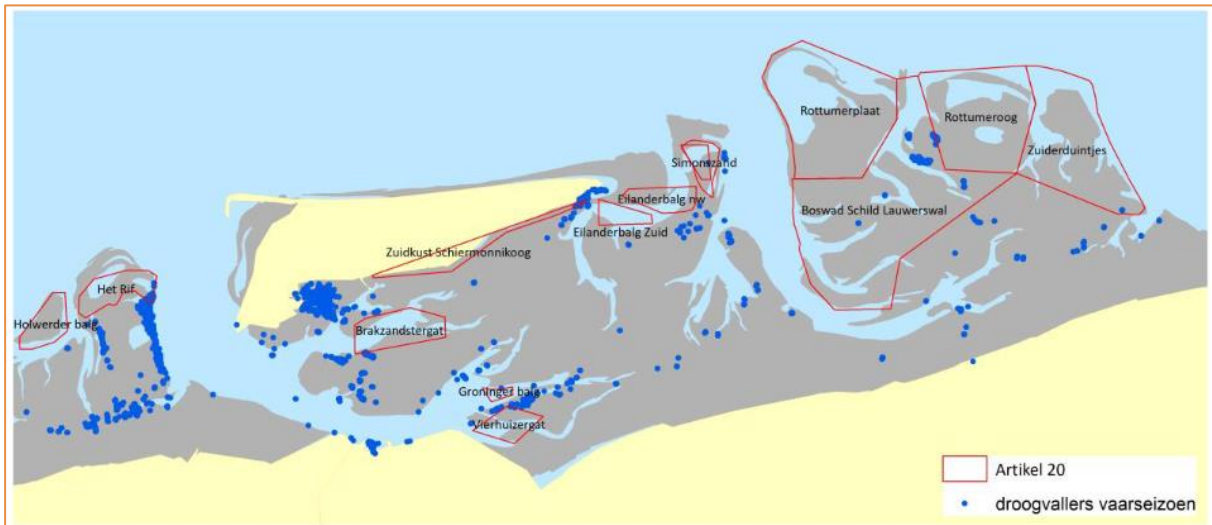 Rottumerplaat
Rottumeroog
Zuiderduintjes
Simonszand
Eilanderbalg nw
Boswad Schild Lauwerswal
Eilanderbalg Zuid
Zuidkust Schiermonnikoog
Het Rif
Holwerder balg
Brakzandstergat
Groninger balg
Vierhuizergat
Artikel 20
droogvallers vaarseizoen